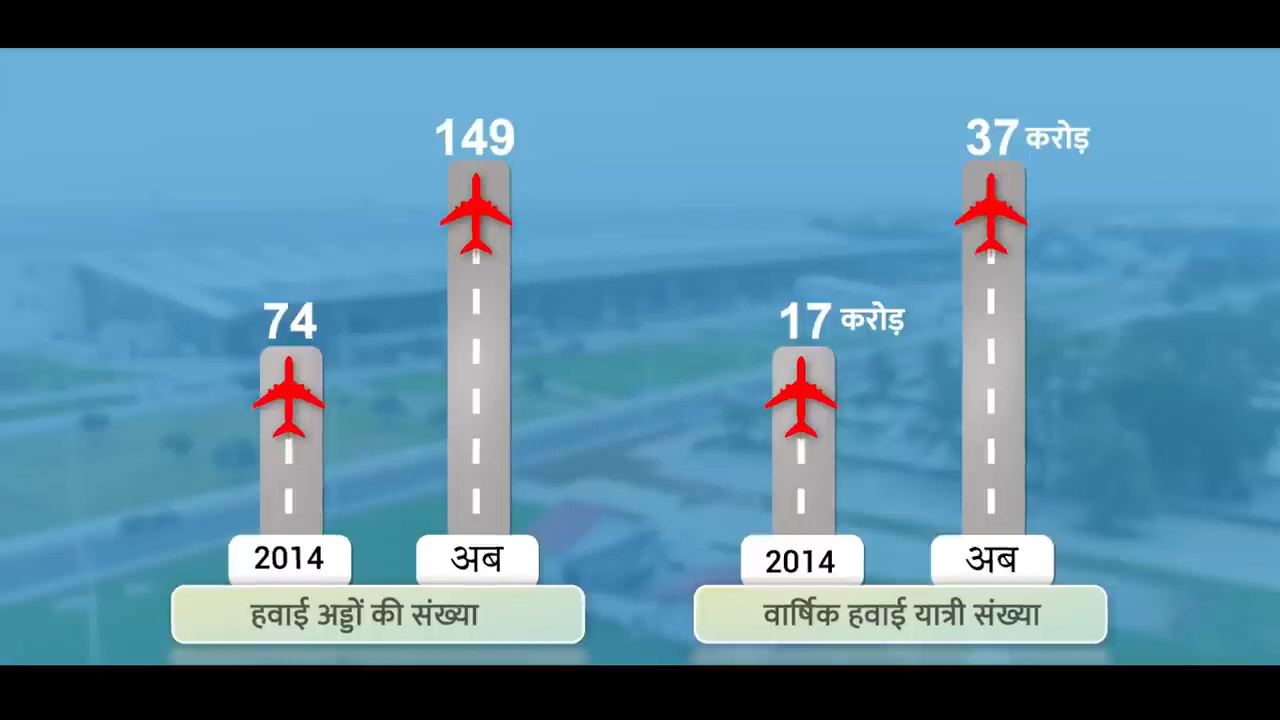 149
37 करोड़
74
17 करोड़
2014
अब
2014
अब
हवाई अड्डों की संख्या
वार्षिक हवाई यात्री संख्या